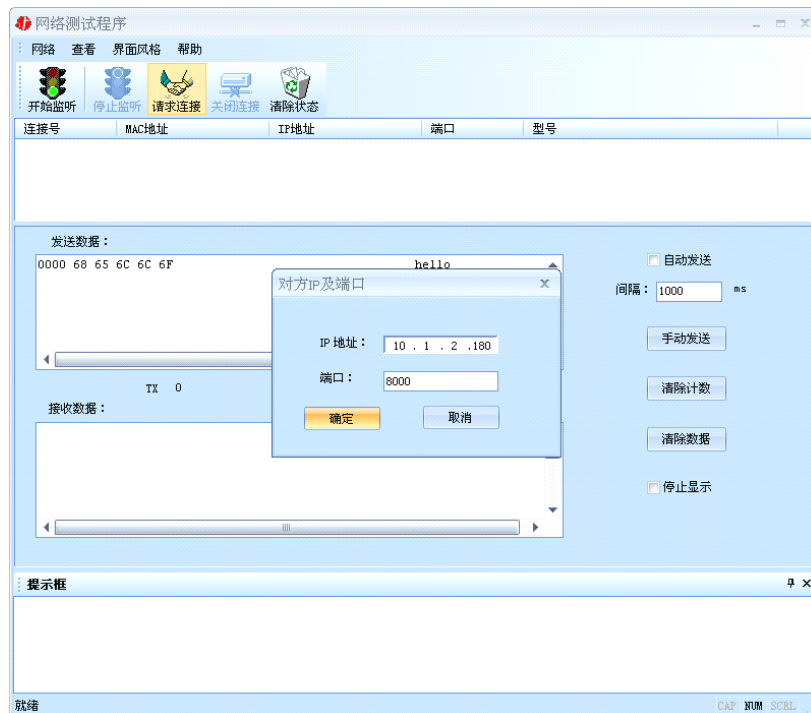 网络测试程序
网络 查看 界面风格 帮助
开始监听 停止监听 请求连接 关闭连接 清除状态
连接号 MAC地址 IP地址 端口 型号
发送数据：
0000 68 65 6C 6C 6F hello
自动发送
间隔： 1000 ms
对方IP及端口
IP 地址： 10 . 1 . 2 .180
端口： 8000
确定 取消
手动发送
TX 0
清除计数
接收数据：
清除数据
停止显示
提示框
就绪 CAP NUM SCRL